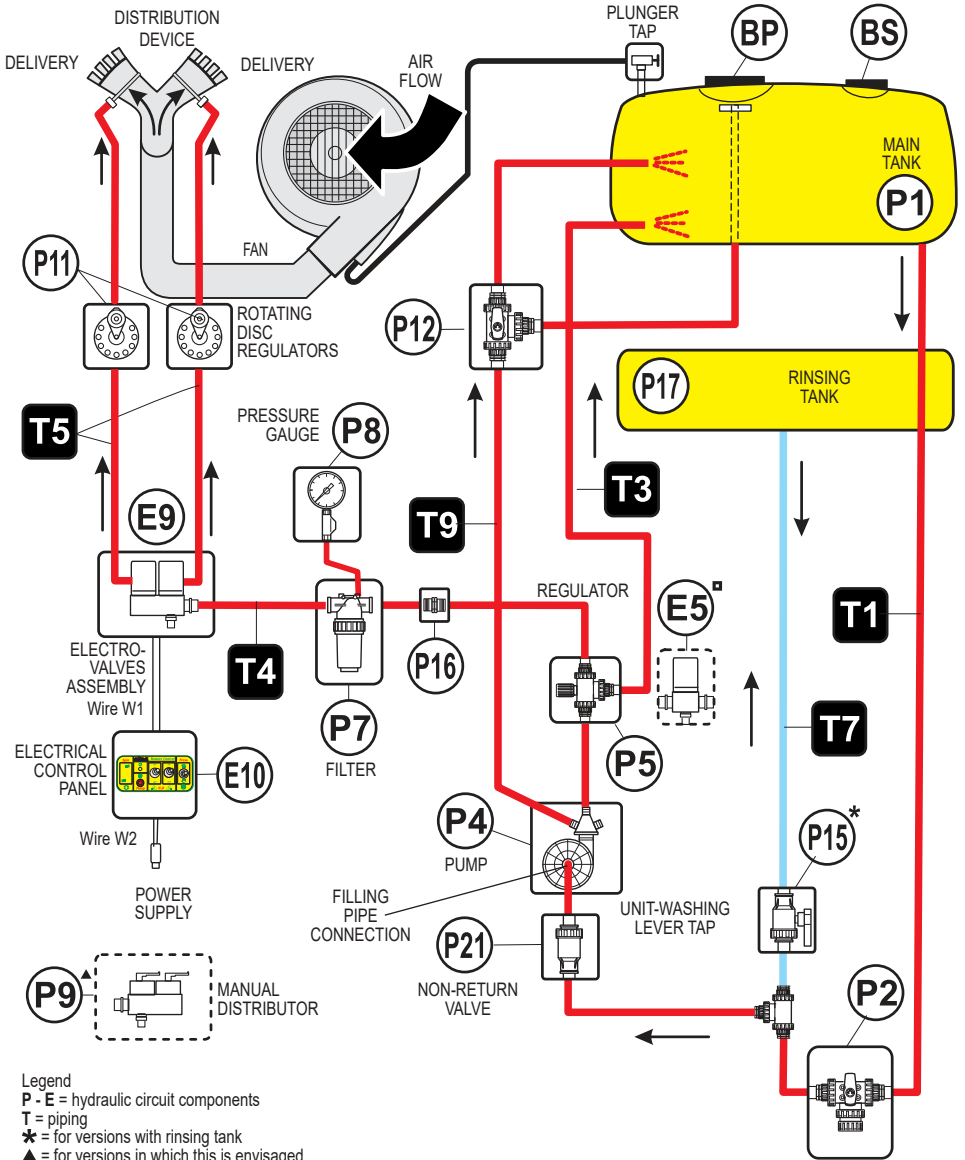 DISTRIBUTION
DEVICE
DELIVERY
DELIVERY
AIR
FLOW
PLUNGER
TAP
BP
BS
MAIN
TANK
P1
FAN
P11
ROTATING
DISC
REGULATORS
P12
P17
RINSING
TANK
T5
PRESSURE
GAUGE
P8
E9
T9
T3
REGULATOR
E5
T1
T4
P16
P7
FILTER
P5
T7
ELECTRO-
VALVES
ASSEMBLY
Wire W1
ELECTRICAL
CONTROL
PANEL
E10
Wire W2
POWER
SUPPLY
P4
PUMP
P15*
FILLING
PIPE
CONNECTION
UNIT-WASHING
LEVER TAP
P21
NON-RETURN
VALVE
P2
P9▲
MANUAL
DISTRIBUTOR
Legend
P - E = hydraulic circuit components
T = piping
* = for versions with rinsing tank
▲ = for versions in which this is envisaged